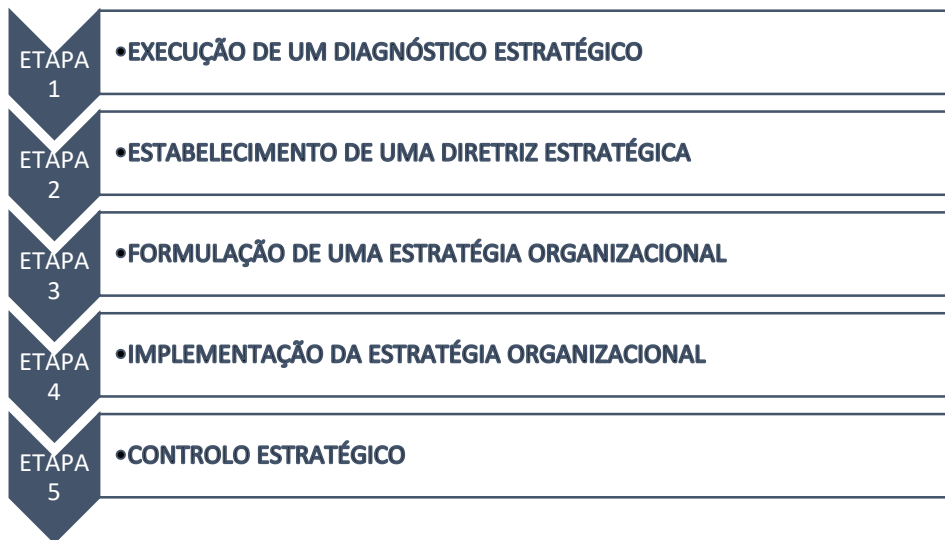 ETAPA
1
•EXECUÇÃO DE UM DIAGNÓSTICO ESTRATÉGICO
ETAPA
2
•ESTABELECIMENTO DE UMA DIRETRIZ ESTRATÉGICA
ETAPA
3
•FORMULAÇÃO DE UMA ESTRATÉGIA ORGANIZACIONAL
ETAPA
4
•IMPLEMENTAÇÃO DA ESTRATÉGIA ORGANIZACIONAL
ETAPA
5
•CONTROLO ESTRATÉGICO